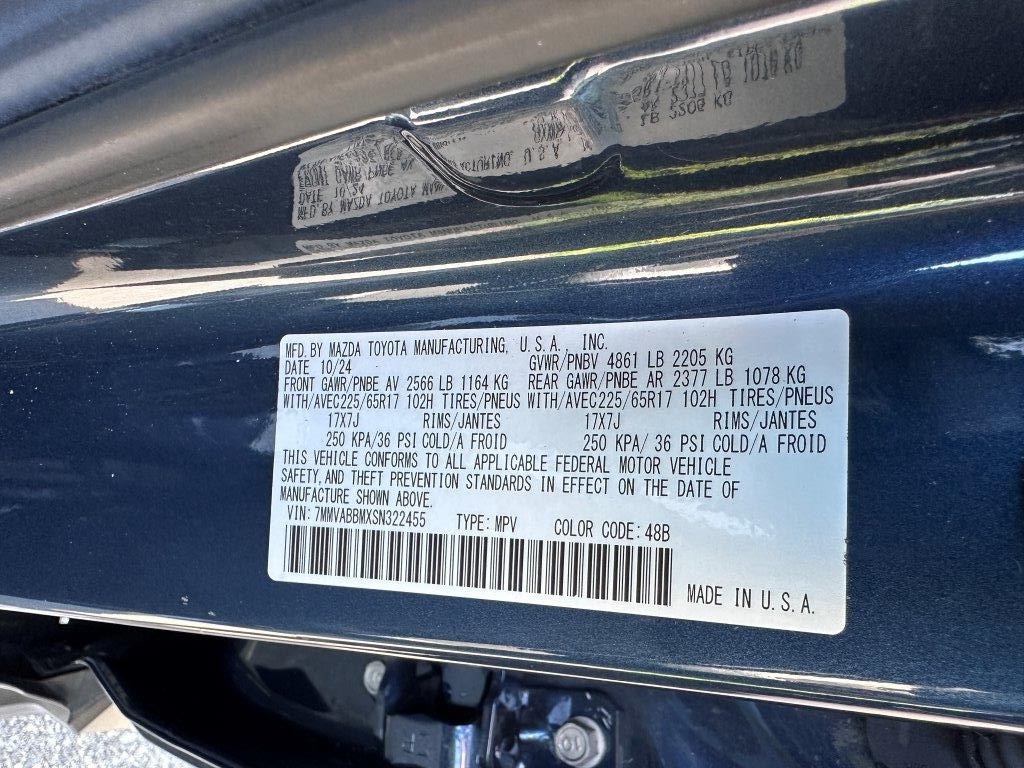 MFD. BY MAZDA TOYOTA MANUFACTURING, U.S.A., INC.
DATE 10/24 GVWR/PNBV 4861 LB 2205 KG
FRONT GAWR/PNBE AV 2566 LB 1164 KG REAR GAWR/PNBE AR 2377 LB 1078 KG
WITH/AVEC225/65R17 102H TIRES/PNEUS WITH/AVEC225/65R17 102H TIRES/PNEUS
17X7J RIMS/JANTES 17X7J RIMS/JANTES
250 KPA/36 PSI COLD/A FROID 250 KPA/36 PSI COLD/A FROID
THIS VEHICLE CONFORMS TO ALL APPLICABLE FEDERAL MOTOR VEHICLE
SAFETY, AND THEFT PREVENTION STANDARDS IN EFFECT ON THE DATE OF
MANUFACTURE SHOWN ABOVE.
VIN: 7MMVABBMXSN322455 TYPE: MPV COLOR CODE: 48B
MADE IN U.S.A.